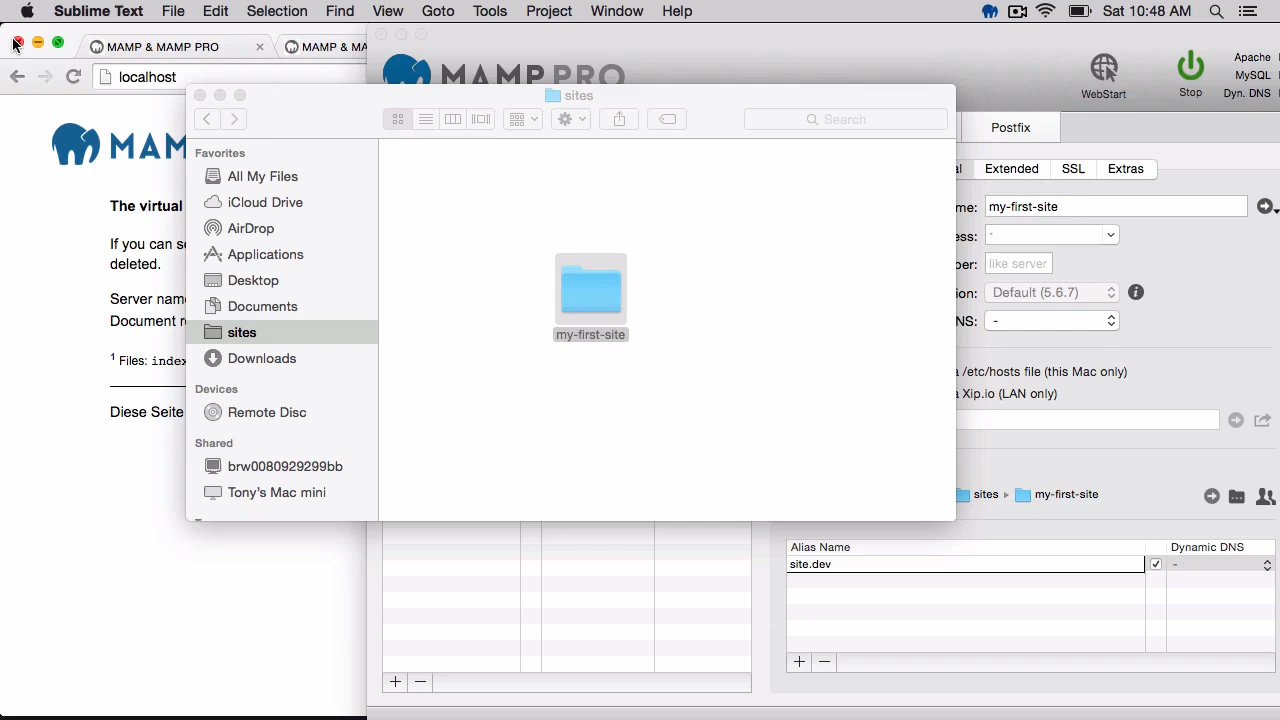 Sublime Text File Edit Selection Find View Goto Tools Project Window Help Sat 10:48 AM
MAMP & MAMP PRO
MAMP & MA
localhost
MAMP PRO
WebStart
Stop
Apache
MySQL
Dyn. DNS
sites
Search
Postfix
Extended SSL Extras
MAMP
The virtual
If you can se
deleted.
Server name
Document r
1 Files: index
Diese Seite
Favorites
All My Files
iCloud Drive
AirDrop
Applications
Desktop
Documents
sites
Downloads
Devices
Remote Disc
Shared
brw0080929299bb
Tony's Mac mini
my-first-site
me: my-first-site
ess: *
ber: like server
ion: Default (5.6.7)
NS: -
a /etc/hosts file (this Mac only)
a Xip.io (LAN only)
sites my-first-site
Alias Name Dynamic DNS
site.dev -